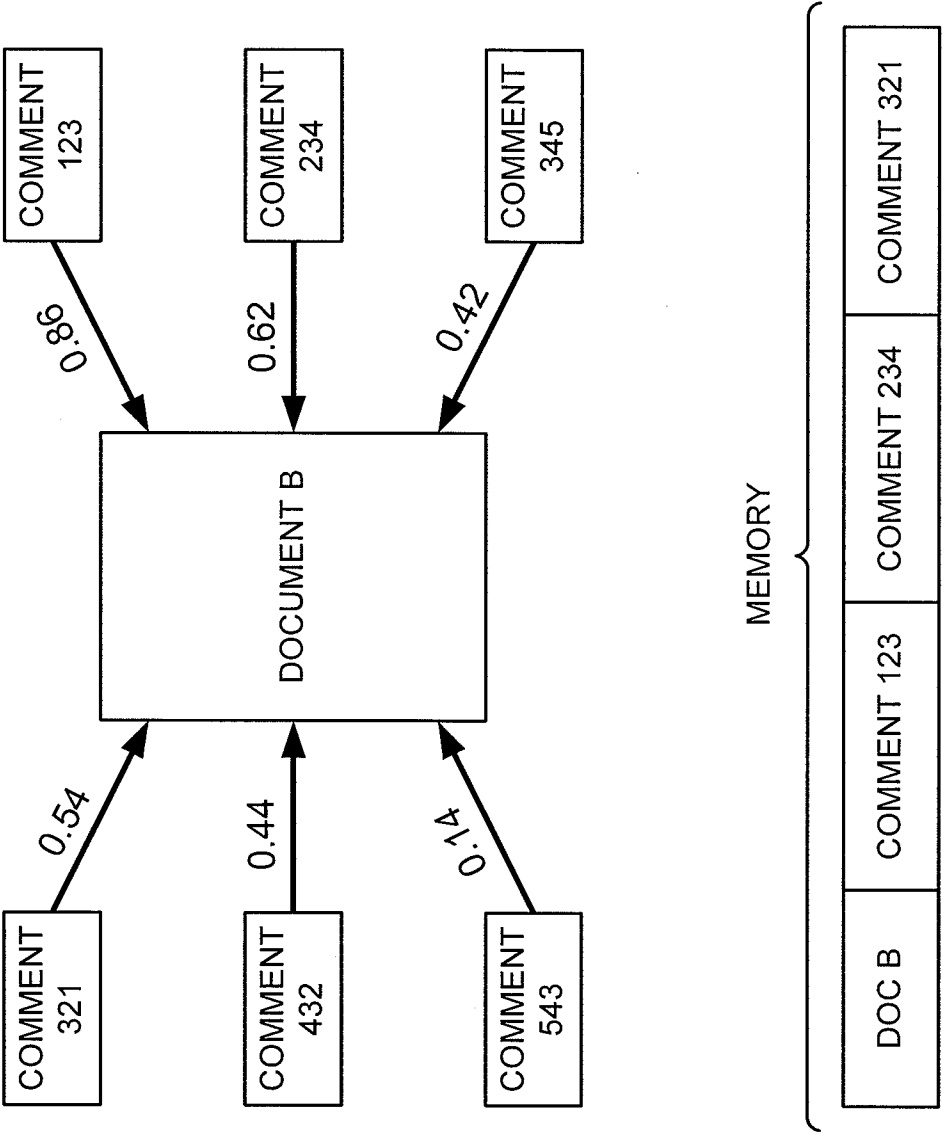 COMMENT
321
0.54
0.86
COMMENT
123
COMMENT
432
0.44
DOCUMENT B
0.62
COMMENT
234
COMMENT
543
0.14
0.42
COMMENT
345
MEMORY
DOC B
COMMENT 123
COMMENT 234
COMMENT 321